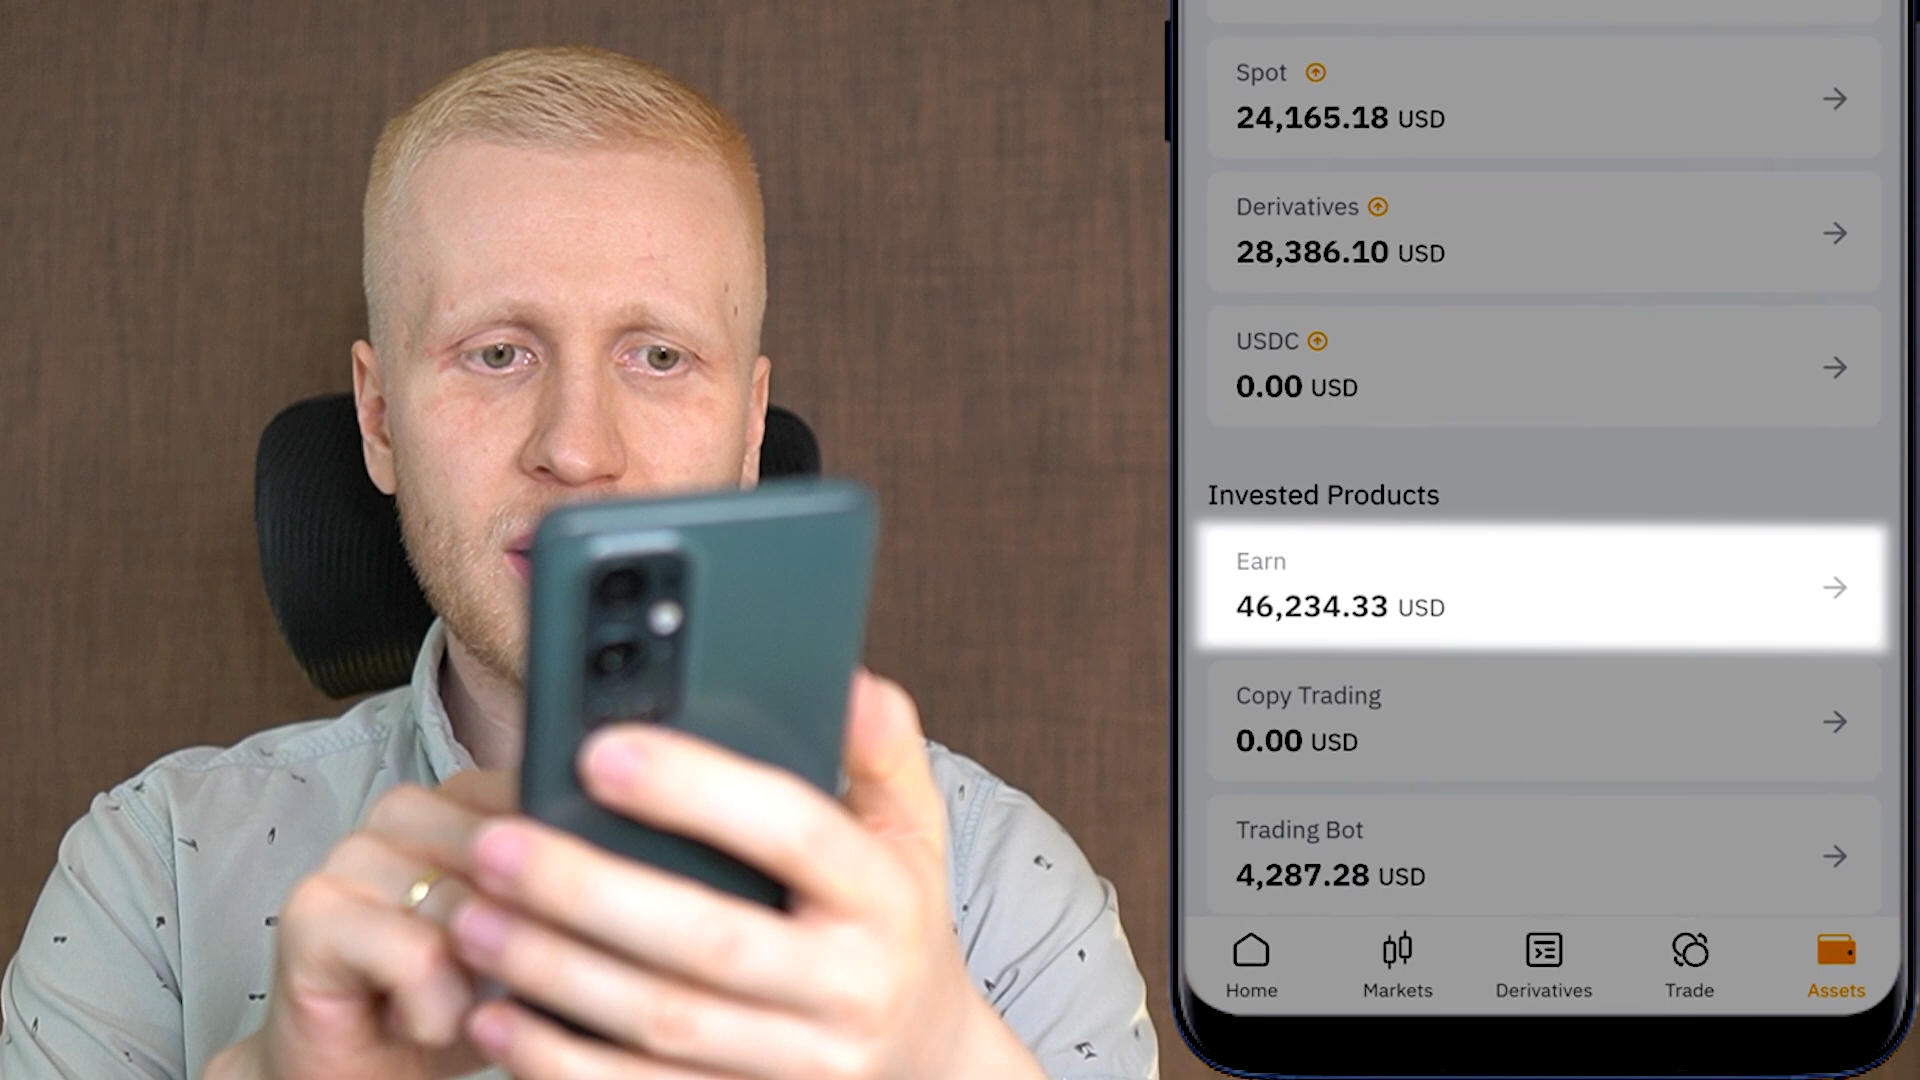 Spot
24,165.18 USD
Derivatives
28,386.10 USD
USDC
0.00 USD
Invested Products
Earn
46,234.33 USD
Copy Trading
0.00 USD
Trading Bot
4,287.28 USD
Home Markets Derivatives Trade Assets